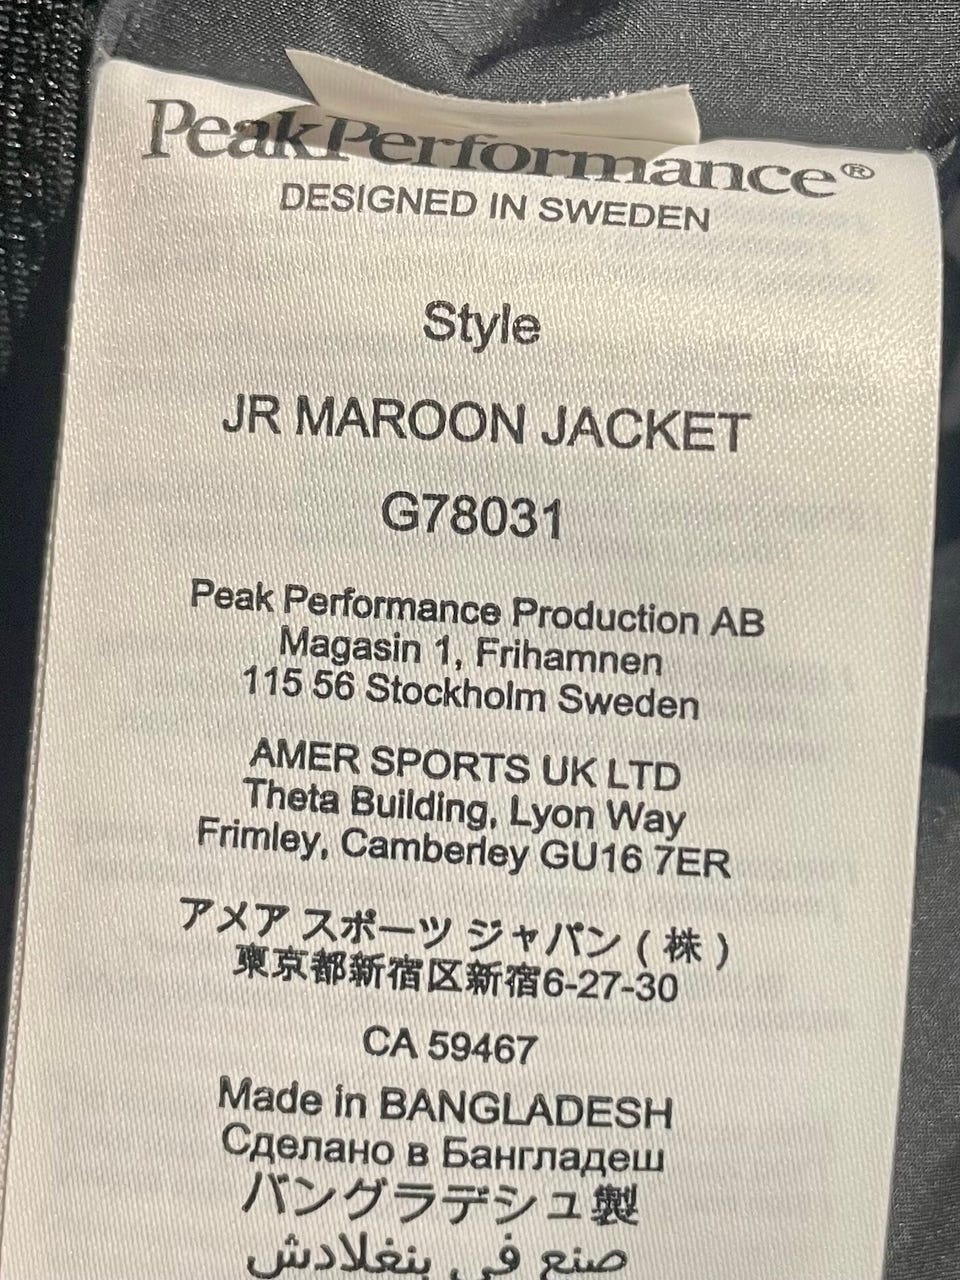 PeakPerformance®
DESIGNED IN SWEDEN
Style
JR MAROON JACKET
G78031
Peak Performance Production AB
Magasin 1, Frihamnen
115 56 Stockholm Sweden
AMER SPORTS UK LTD
Theta Building, Lyon Way
Frimley, Camberley GU16 7ER
アメア スポーツ ジャパン ( 株 )
東京都新宿区新宿6-27-30
CA 59467
Made in BANGLADESH
Сделано в Бангладеш
バングラデシュ製
صنع في بنغلادش